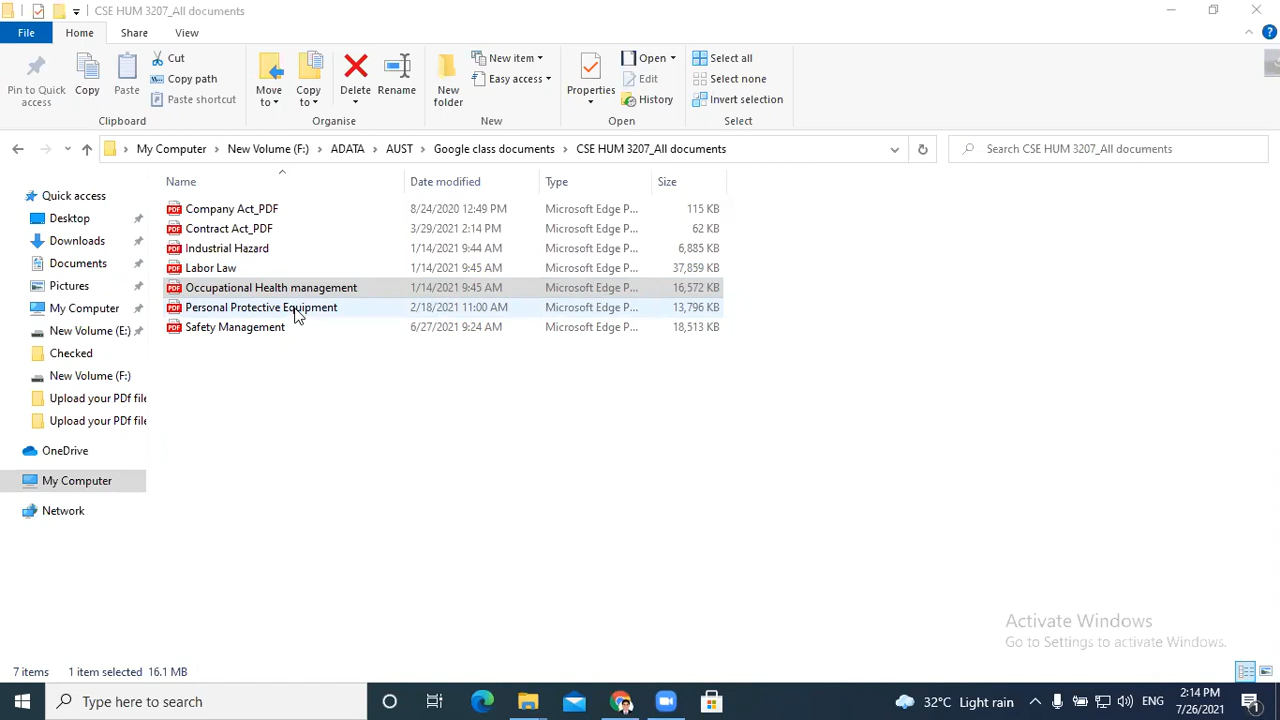 CSE HUM 3207_All documents
File Home Share View
Pin to Quick access
Copy
Paste
Cut
Copy path
Paste shortcut
Move to
Copy to
Delete
Rename
New folder
New item
Easy access
Properties
Open
Edit
History
Select all
Select none
Invert selection
Clipboard Organise New Open Select
My Computer New Volume (F:) ADATA AUST Google class documents CSE HUM 3207_All documents
Search CSE HUM 3207_All documents
Name Date modified Type Size
Company Act_PDF 8/24/2020 12:49 PM Microsoft Edge P... 115 KB
Contract Act_PDF 3/29/2021 2:14 PM Microsoft Edge P... 62 KB
Industrial Hazard 1/14/2021 9:44 AM Microsoft Edge P... 6,885 KB
Labor Law 1/14/2021 9:45 AM Microsoft Edge P... 37,859 KB
Occupational Health management 1/14/2021 9:45 AM Microsoft Edge P... 16,572 KB
Personal Protective Equipment 2/18/2021 11:00 AM Microsoft Edge P... 13,796 KB
Safety Management 6/27/2021 9:24 AM Microsoft Edge P... 18,513 KB
Quick access
Desktop
Downloads
Documents
Pictures
My Computer
New Volume (E:)
Checked
New Volume (F:)
Upload your PDf file
Upload your PDf file
OneDrive
My Computer
Network
Activate Windows
Go to Settings to activate Windows.
7 items 1 item selected 16.1 MB
Type here to search
32°C Light rain
ENG
2:14 PM
7/26/2021
1